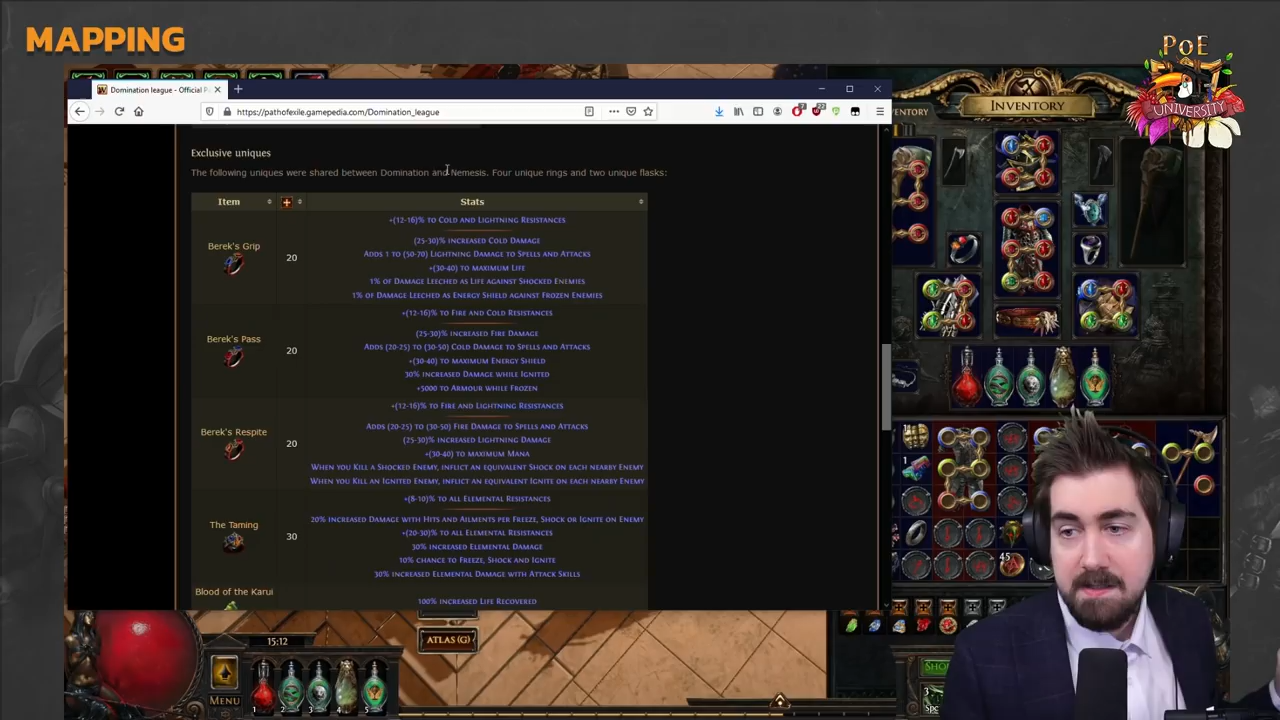 MAPPING
PoE
UNIVERSITY
Domination league - Official P
https://pathofexile.gamepedia.com/Domination_league
7
22
INVENTORY
Exclusive uniques
The following uniques were shared between Domination and Nemesis. Four unique rings and two unique flasks:
Item
Stats
+(12-16)% to Cold and Lightning Resistances
Berek's Grip
20
(25-30)% increased Cold Damage
Adds 1 to (50-70) Lightning Damage to Spells and Attacks
+(30-40) to maximum Life
1% of Damage Leeched as Life against Shocked Enemies
1% of Damage Leeched as Energy Shield against Frozen Enemies
+(12-16)% to Fire and Cold Resistances
Berek's Pass
20
(25-30)% increased Fire Damage
Adds (20-25) to (30-50) Cold Damage to Spells and Attacks
+(30-40) to maximum Energy Shield
30% increased Damage while Ignited
+5000 to Armour while Frozen
+(12-16)% to Fire and Lightning Resistances
Berek's Respite
20
Adds (20-25) to (30-50) Fire Damage to Spells and Attacks
(25-30)% increased Lightning Damage
+(30-40) to maximum Mana
When you Kill a Shocked Enemy, inflict an equivalent Shock on each nearby Enemy
When you Kill an Ignited Enemy, inflict an equivalent Ignite on each nearby Enemy
+(8-10)% to all Elemental Resistances
The Taming
30
20% increased Damage with Hits and Ailments per Freeze, Shock or Ignite on Enemy
+(20-30)% to all Elemental Resistances
30% increased Elemental Damage
10% chance to Freeze, Shock and Ignite
30% increased Elemental Damage with Attack Skills
Blood of the Karui
100% increased Life Recovered
15:12
ATLAS (G)
MENU
1
45